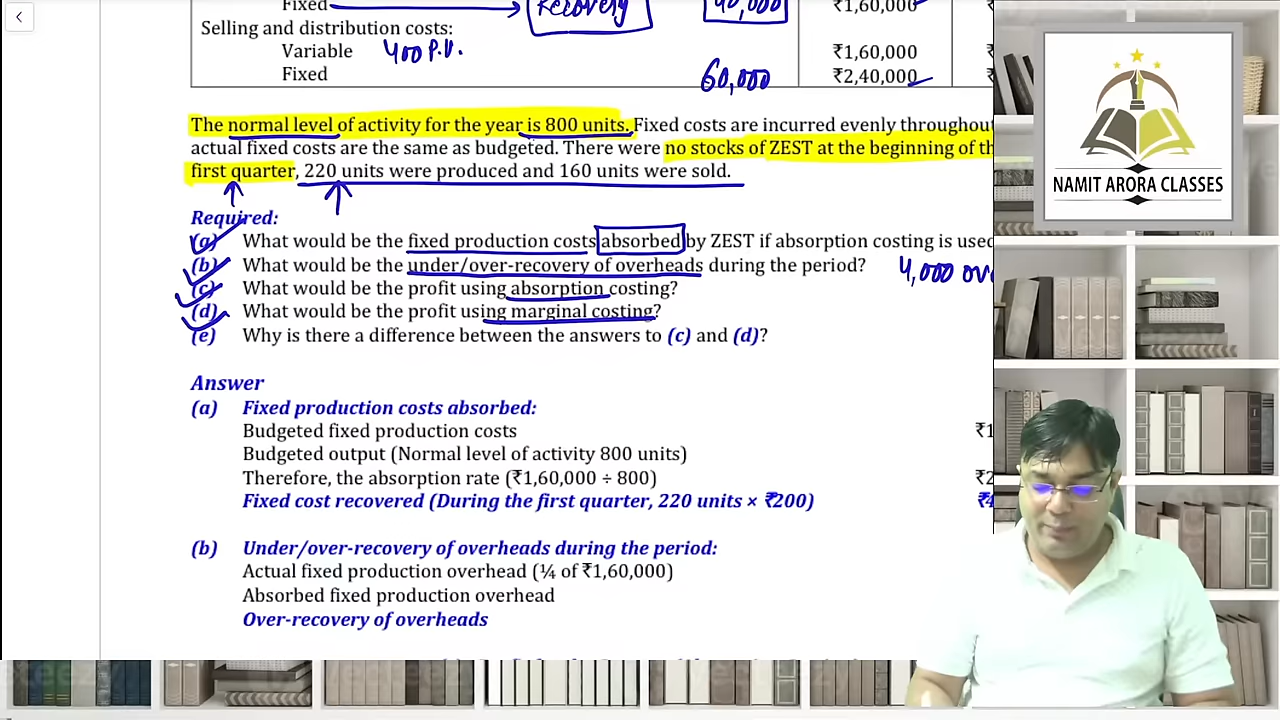 Fixed recovery 40,000 ₹1,60,000
Selling and distribution costs:
Variable 400 P.U. ₹1,60,000
Fixed 60,000 ₹2,40,000
The normal level of activity for the year is 800 units. Fixed costs are incurred evenly throughout
actual fixed costs are the same as budgeted. There were no stocks of ZEST at the beginning of th
first quarter, 220 units were produced and 160 units were sold.
Required:
(a) What would be the fixed production costs absorbed by ZEST if absorption costing is used
(b) What would be the under/over-recovery of overheads during the period? 4,000 ov
(c) What would be the profit using absorption costing?
(d) What would be the profit using marginal costing?
(e) Why is there a difference between the answers to (c) and (d)?
Answer
(a) Fixed production costs absorbed:
Budgeted fixed production costs ₹1
Budgeted output (Normal level of activity 800 units)
Therefore, the absorption rate (₹1,60,000 ÷ 800) ₹2
Fixed cost recovered (During the first quarter, 220 units × ₹200) ₹4
(b) Under/over-recovery of overheads during the period:
Actual fixed production overhead (¼ of ₹1,60,000)
Absorbed fixed production overhead
Over-recovery of overheads
NAMIT ARORA CLASSES